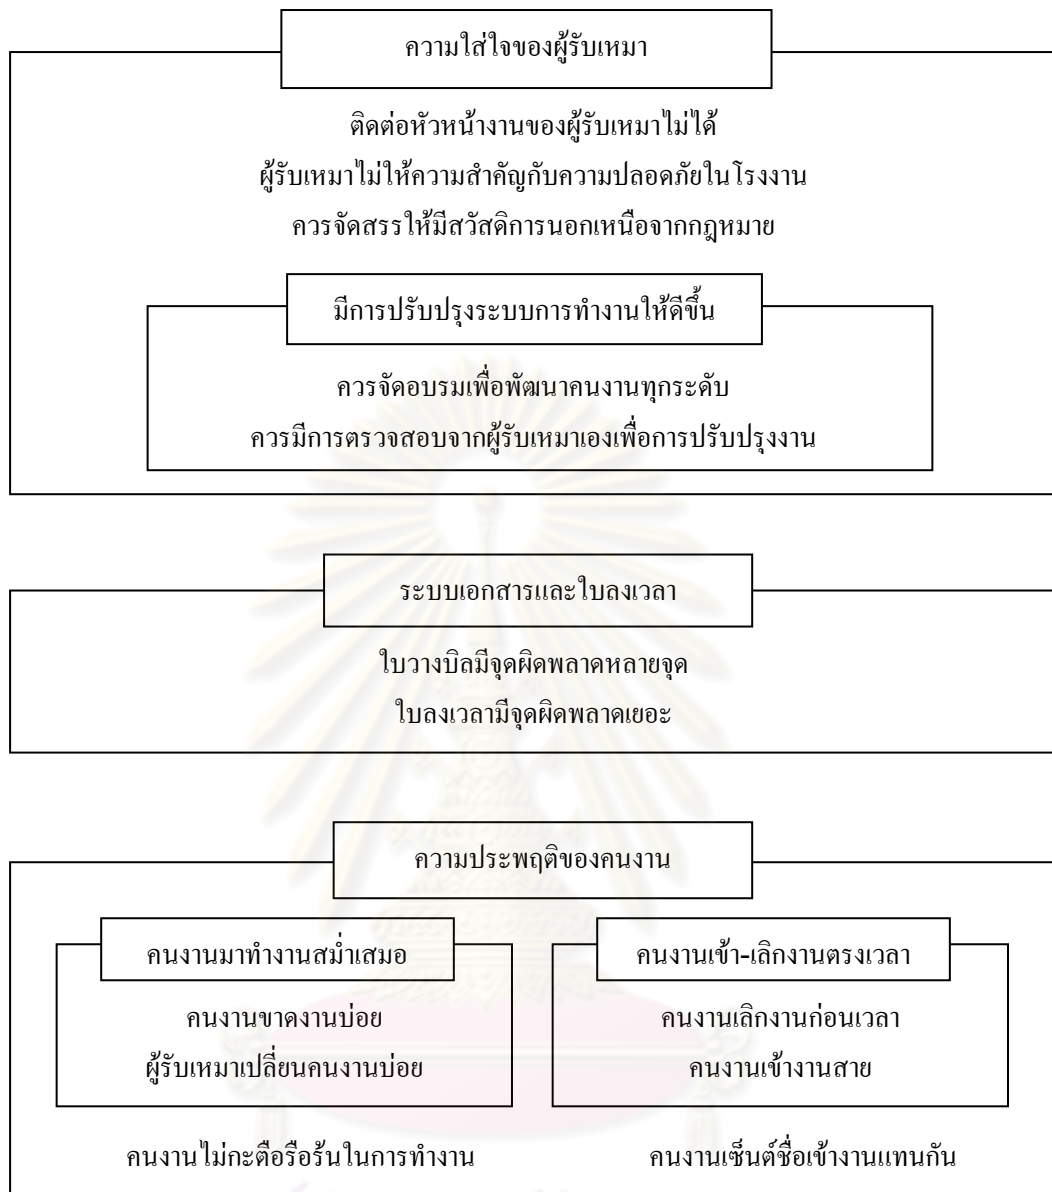 ความใส่ใจของผู้รับเหมา
ติดต่อหัวหน้างานของผู้รับเหมาไม่ได้
ผู้รับเหมาไม่ให้ความสำคัญกับความปลอดภัยในโรงงาน
ควรจัดสรรให้มีสวัสดิการนอกเหนือจากกฎหมาย
มีการปรับปรุงระบบการทำงานให้ดีขึ้น
ควรจัดอบรมเพื่อพัฒนาคนงานทุกระดับ
ควรมีการตรวจสอบจากผู้รับเหมาเองเพื่อการปรับปรุงงาน
ระบบเอกสารและใบลงเวลา
ใบวางบิลมีจุดผิดพลาดหลายจุด
ใบลงเวลามีจุดผิดพลาดเยอะ
ความประพฤติของคนงาน
คนงานมาทำงานสม่ำเสมอ
คนงานขาดงานบ่อย
ผู้รับเหมาเปลี่ยนคนงานบ่อย
คนงานเข้า-เลิกงานตรงเวลา
คนงานเลิกงานก่อนเวลา
คนงานเข้างานสาย
คนงานไม่กะตือรือร้นในการทำงาน
คนงานเซ็นต์ชื่อเข้างานแทนกัน